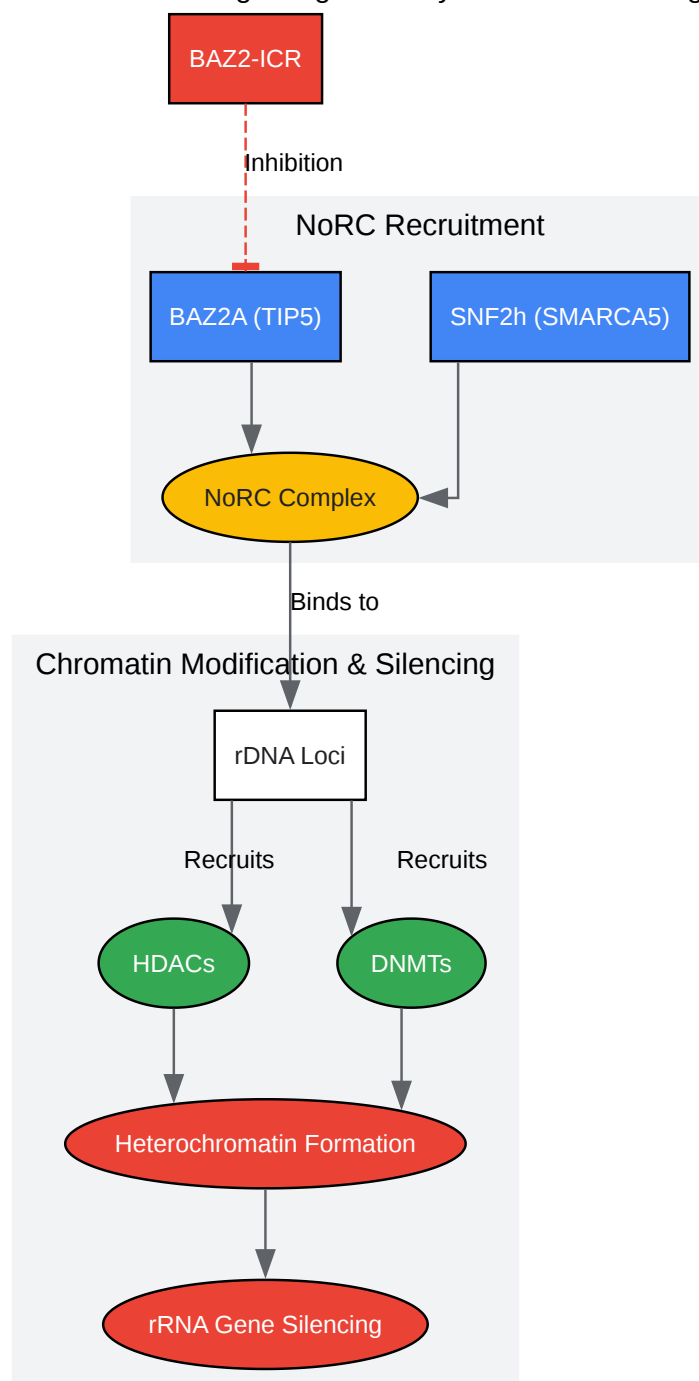 BAZ2-ICR
Inhibition
NoRC Recruitment
BAZ2A (TIP5)
SNF2h (SMARCA5)
NoRC Complex
Binds to
Chromatin Modification & Silencing
rDNA Loci
Recruits
Recruits
HDACs
DNMTs
Heterochromatin Formation
rRNA Gene Silencing